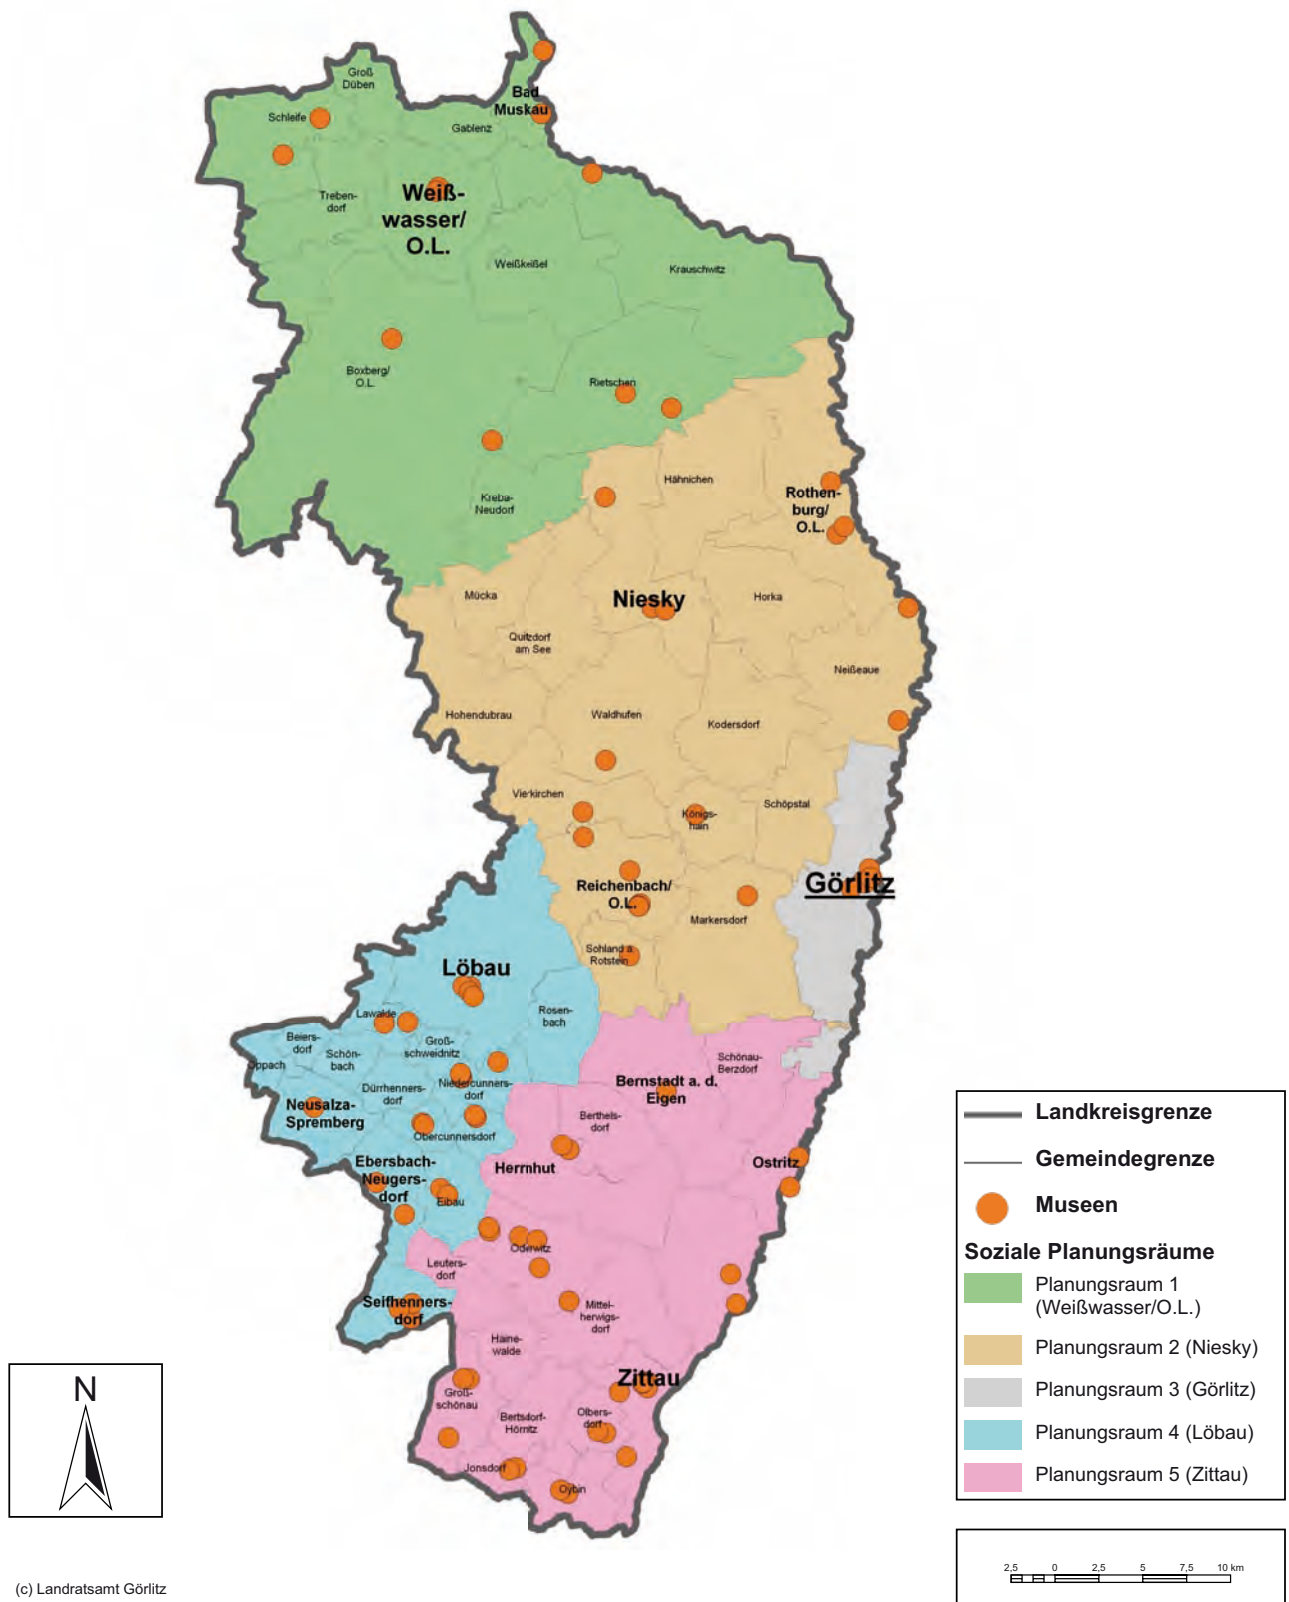 Groß
Düben
Bad
Muskau
Schleife
Gablenz
Weiß-
wasser/
O.L.
Treben-
dorf
Weißkeißel
Krauschwitz
Boxberg/
O.L.
Rietschen
Hähnichen
Kreba-
Neudorf
Rothen-
burg/
O.L.
Mücka
Niesky
Horka
Quitzdorf
am See
Neißeaue
Hohendubrau
Waldhufen
Kodersdorf
Vierkirchen
Königs-
hain
Schöpstal
Görlitz
Reichenbach/
O.L.
Markersdorf
Sohland a.
Rotstein
Löbau
Lawalde
Rosen-
bach
Beiers-
dorf
Groß-
schweidnitz
Schön-
bach
Oppach
Schönau-
Berzdorf
Dürrhenners-
dorf
Niedercunners-
dorf
Bernstadt a. d.
Eigen
Neusalza-
Spremberg
Berthels-
dorf
Obercunnersdorf
Ebersbach-
Neugers-
dorf
Herrnhut
Ostritz
Eibau
Oderwitz
Leuters-
dorf
Seifhenners-
dorf
Mittel-
herwigs-
dorf
Haine-
walde
Zittau
Groß-
schönau
Olbers-
dorf
Bertsdorf-
Hörnitz
Jonsdorf
Oybin
Landkreisgrenze
Gemeindegrenze
Museen
Soziale Planungsräume
Planungsraum 1
(Weißwasser/O.L.)
Planungsraum 2 (Niesky)
Planungsraum 3 (Görlitz)
Planungsraum 4 (Löbau)
Planungsraum 5 (Zittau)
N
2,5 0 2,5 5 7,5 10 km
(c) Landratsamt Görlitz